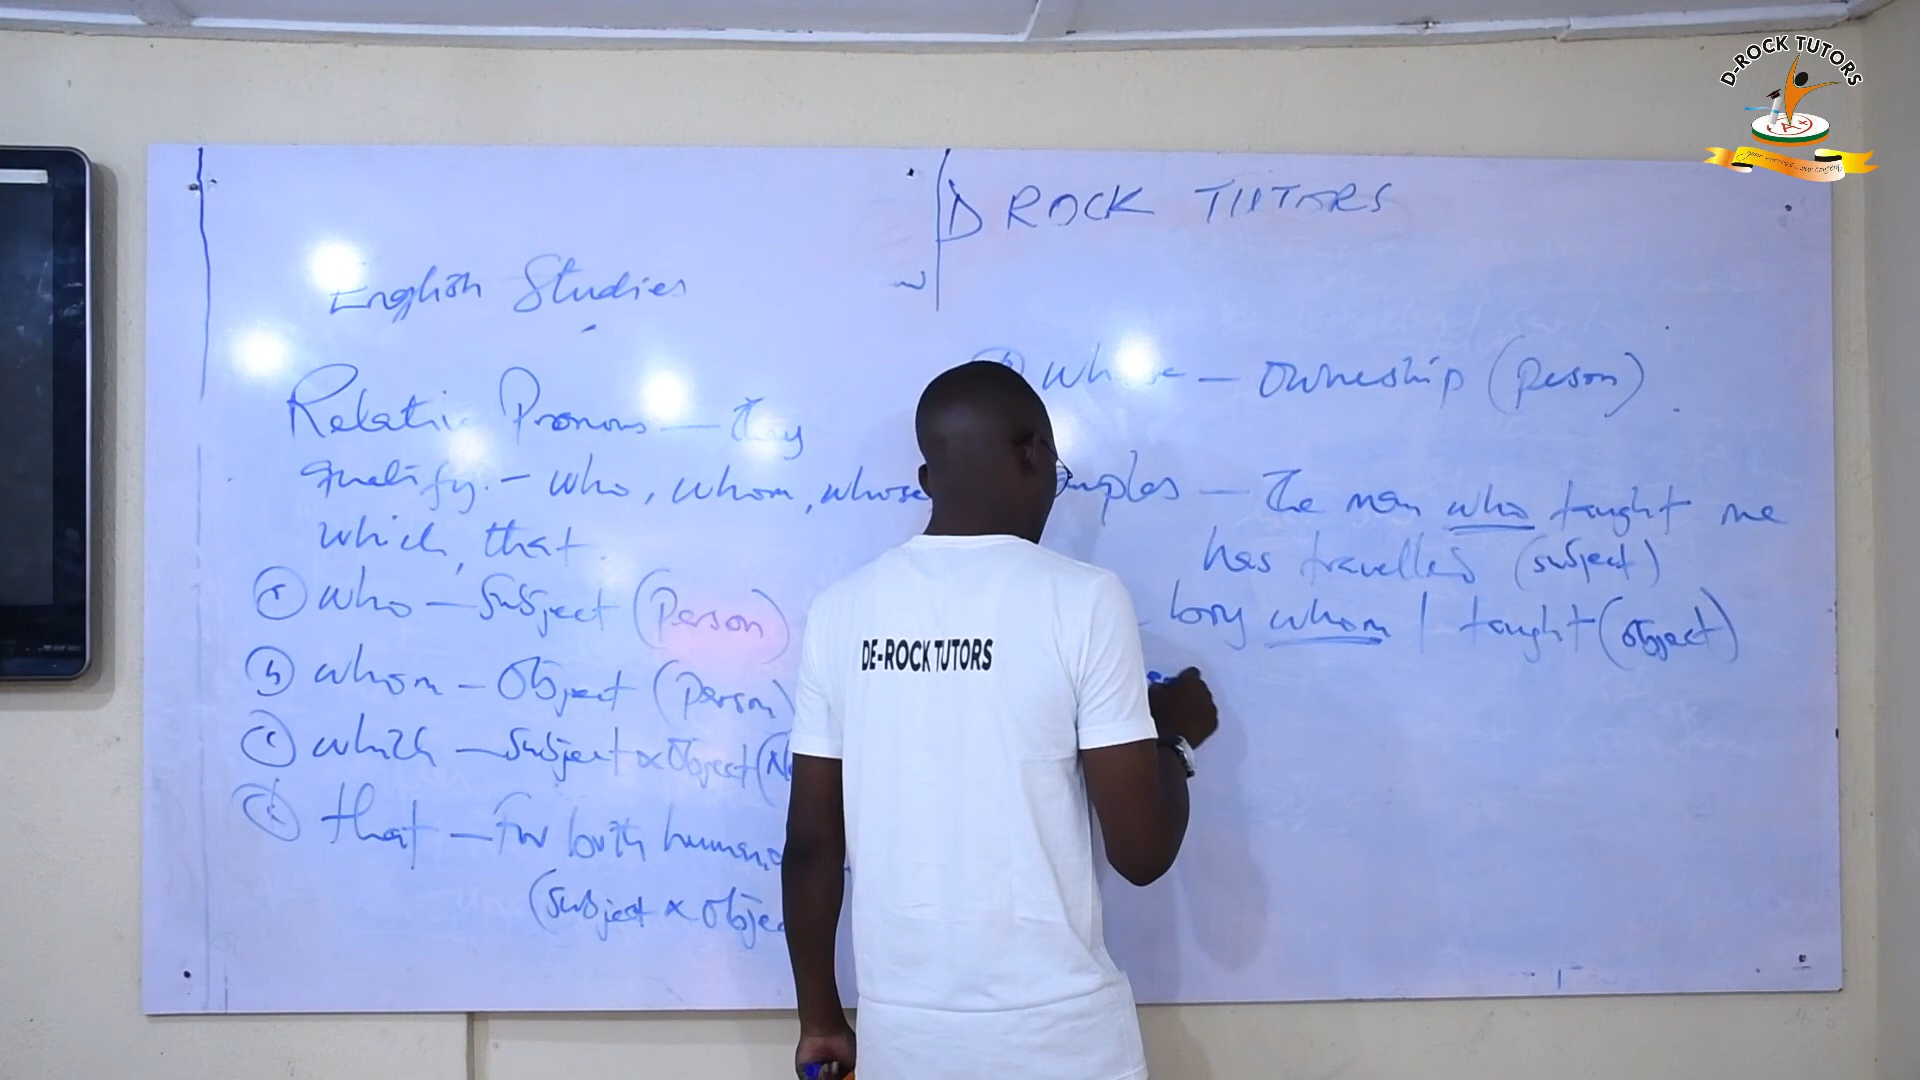 D-ROCK TUTORS
A+
D ROCK TUTORS
English Studies
Relative Pronouns — They
qualify. - who, whom, whose
which, that
who — Subject (Person)
(b) whom — Object (Person)
(c) which — Subject & Object (
that — For both human
(Subject & Object
whose — Ownership (person)
— The man who taught me
has travelled (subject)
boy whom I taught (object)
DE-ROCK TUTORS